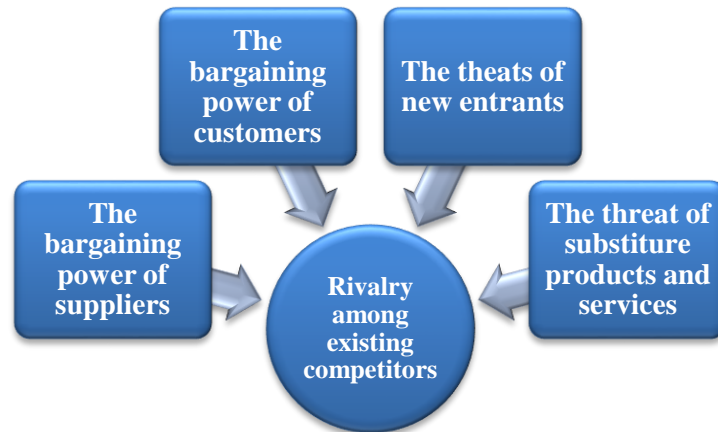 The
bargaining
power of
customers
The theats of
new entrants
The
bargaining
power of
suppliers
The threat of
substiture
products and
services
Rivalry
among
existing
competitors